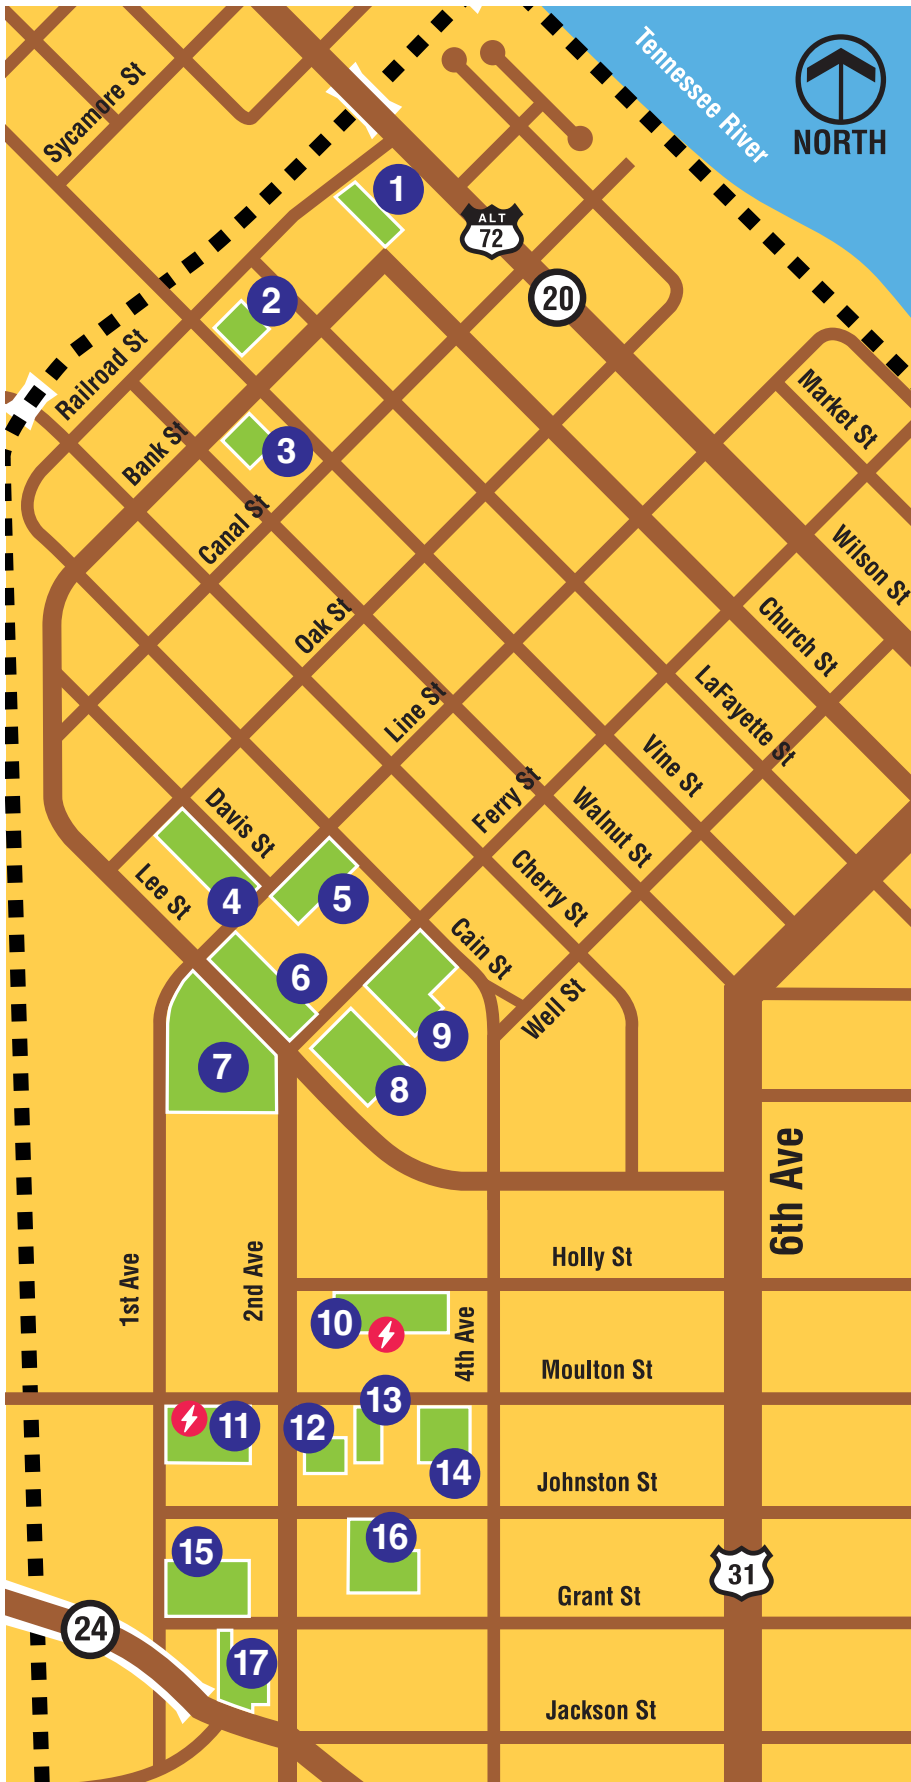 Tennessee River
NORTH
Sycamore St
1
ALT
72
20
2
Railroad St
Market St
Bank St
3
Canal St
Wilson St
Oak St
Church St
LaFayette St
Line St
Vine St
Ferry St
Walnut St
Davis St
Cherry St
Lee St
4
5
Cain St
6
Well St
9
7
8
6th Ave
1st Ave
2nd Ave
Holly St
10
4th Ave
Moulton St
13
11
12
14
Johnston St
16
15
31
Grant St
24
17
Jackson St